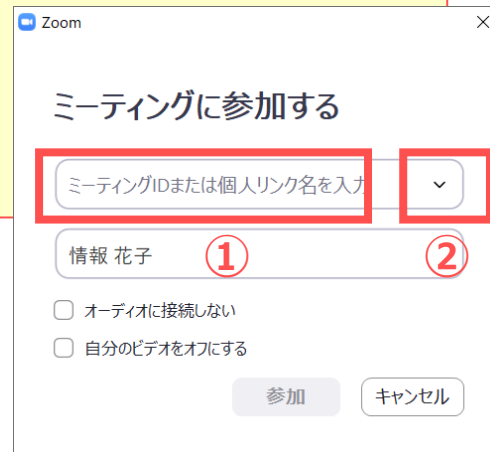 Zoom
ミーティングに参加する
ミーティングIDまたは個人リンク名を入力
情報 花子
①
②
オーディオに接続しない
自分のビデオをオフにする
参加
キャンセル